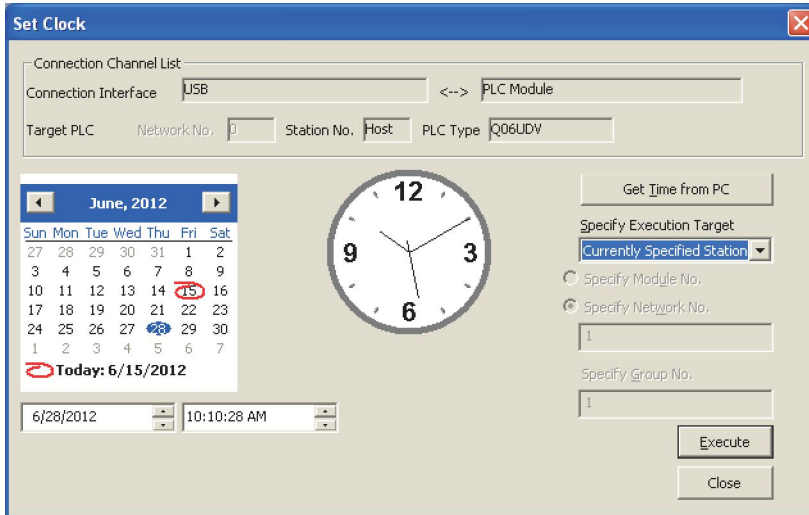 Set Clock
Connection Channel List
Connection Interface USB <--> PLC Module
Target PLC Network No. 0 Station No. Host PLC Type Q06UDV
June, 2012
Sun Mon Tue Wed Thu Fri Sat
27 28 29 30 31 1 2
3 4 5 6 7 8 9
10 11 12 13 14 15 16
17 18 19 20 21 22 23
24 25 26 27 28 29 30
1 2 3 4 5 6 7
Today: 6/15/2012
6/28/2012 10:10:28 AM
12
9 3
6
Get Time from PC
Specify Execution Target
Currently Specified Station
Specify Module No.
Specify Network No.
1
Specify Group No.
1
Execute
Close